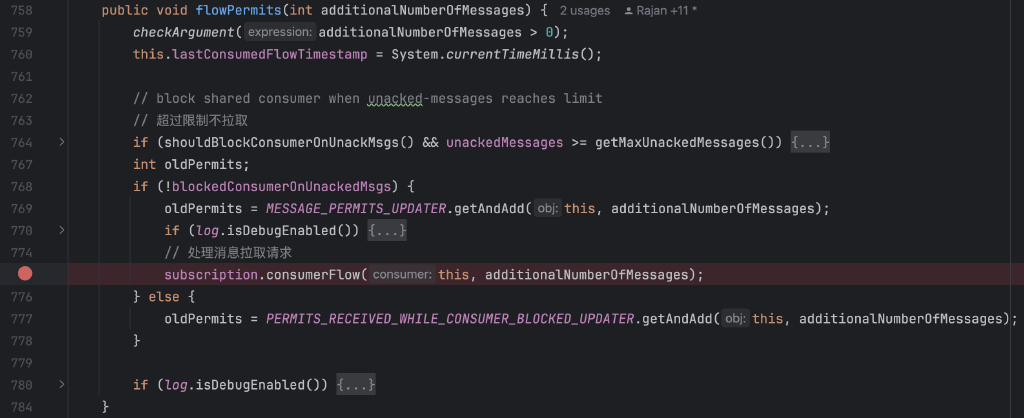 758 public void flowPermits(int additionalNumberOfMessages) { 2 usages Rajan +11 *
759 checkArgument( expression: additionalNumberOfMessages > 0);
760 this.lastConsumedFlowTimestamp = System.currentTimeMillis();
761
762 // block shared consumer when unacked-messages reaches limit
763 // 超过限制不拉取
764 if (shouldBlockConsumerOnUnackMsgs() && unackedMessages >= getMaxUnackedMessages()) {...}
767 int oldPermits;
768 if (!blockedConsumerOnUnackedMsgs) {
769 oldPermits = MESSAGE_PERMITS_UPDATER.getAndAdd( obj: this, additionalNumberOfMessages);
770 if (log.isDebugEnabled()) {...}
774 // 处理消息拉取请求
subscription.consumerFlow( consumer: this, additionalNumberOfMessages);
776 } else {
777 oldPermits = PERMITS_RECEIVED_WHILE_CONSUMER_BLOCKED_UPDATER.getAndAdd( obj: this, additionalNumberOfMessages);
778 }
779
780 if (log.isDebugEnabled()) {...}
784 }